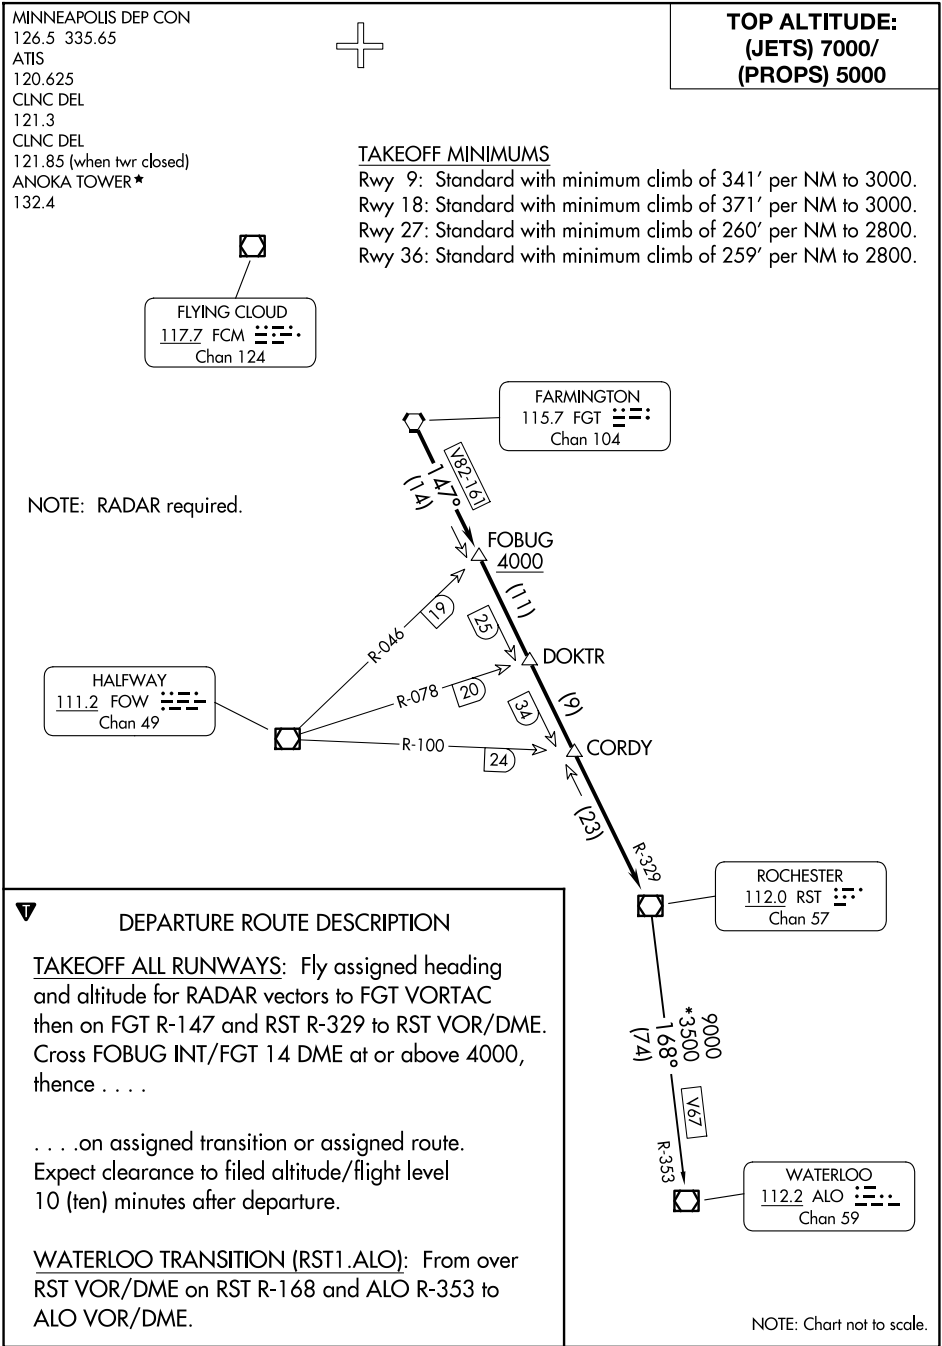 MINNEAPOLIS DEP CON
126.5 335.65
ATIS
120.625
CLNC DEL
121.3
CLNC DEL
121.85 (when twr closed)
ANOKA TOWER★
132.4
TOP ALTITUDE:
(JETS) 7000/
(PROPS) 5000
TAKEOFF MINIMUMS
Rwy 9: Standard with minimum climb of 341' per NM to 3000.
Rwy 18: Standard with minimum climb of 371' per NM to 3000.
Rwy 27: Standard with minimum climb of 260' per NM to 2800.
Rwy 36: Standard with minimum climb of 259' per NM to 2800.
FLYING CLOUD
117.7 FCM
Chan 124
FARMINGTON
115.7 FGT
Chan 104
V82-161
147°
(14)
NOTE: RADAR required.
FOBUG
4000
(11)
19
R-046
25
DOKTR
HALFWAY
111.2 FOW
Chan 49
R-078
20
34
(9)
R-100
24
CORDY
(23)
R-329
ROCHESTER
112.0 RST
Chan 57
9000
*3500
168°
(74)
V67
R-353
WATERLOO
112.2 ALO
Chan 59
T
DEPARTURE ROUTE DESCRIPTION
TAKEOFF ALL RUNWAYS: Fly assigned heading
and altitude for RADAR vectors to FGT VORTAC
then on FGT R-147 and RST R-329 to RST VOR/DME.
Cross FOBUG INT/FGT 14 DME at or above 4000,
thence . . . .
. . . .on assigned transition or assigned route.
Expect clearance to filed altitude/flight level
10 (ten) minutes after departure.
WATERLOO TRANSITION (RST1.ALO): From over
RST VOR/DME on RST R-168 and ALO R-353 to
ALO VOR/DME.
NOTE: Chart not to scale.